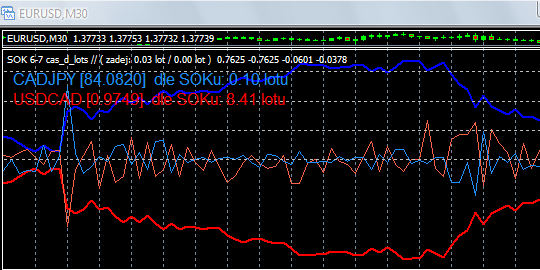 EURUSD,M30
EURUSD,M30 1.37733 1.37753 1.37732 1.37739
SOK 6-7 cas_d_lots // ( zadej: 0.03 lot / 0.00 lot ) 0.7625 -0.7625 -0.0601 -0.0378
CADJPY [84.0820] dle SOKu: lotu
USDCAD [0.9749] dle SOKu: 8.41 lotu